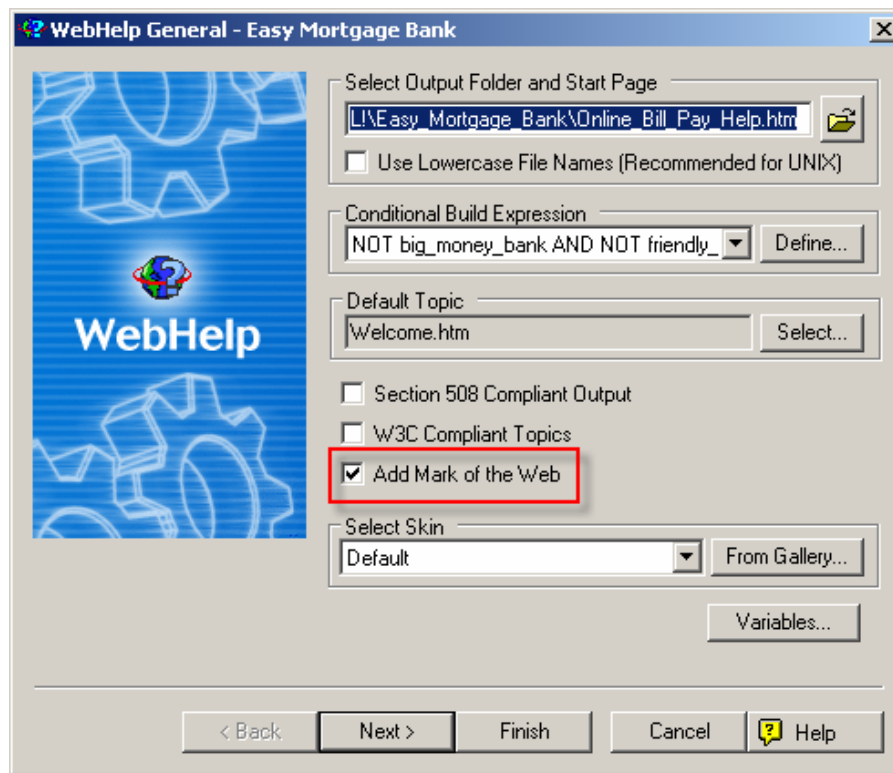 WebHelp General - Easy Mortgage Bank
Select Output Folder and Start Page
L!\Easy_Mortgage_Bank\Online_Bill_Pay_Help.htm
Use Lowercase File Names (Recommended for UNIX)
Conditional Build Expression
NOT big_money_bank AND NOT friendly_ Define...
Default Topic
WebHelp
Welcome.htm Select...
Section 508 Compliant Output
W3C Compliant Topics
Add Mark of the Web
Select Skin
Default From Gallery...
Variables...
< Back Next > Finish Cancel Help